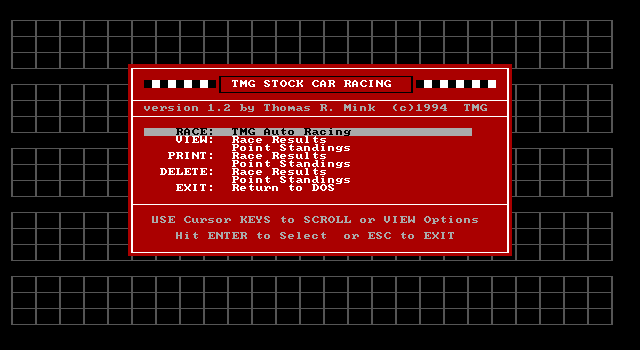 TMG STOCK CAR RACING
version 1.2 by Thomas R. Mink (c)1994 TMG
RACE: TMG Auto Racing
VIEW: Race Results
Point Standings
PRINT: Race Results
Point Standings
DELETE: Race Results
Point Standings
EXIT: Return to DOS
USE Cursor KEYS to SCROLL or VIEW Options
Hit ENTER to Select or ESC to EXIT